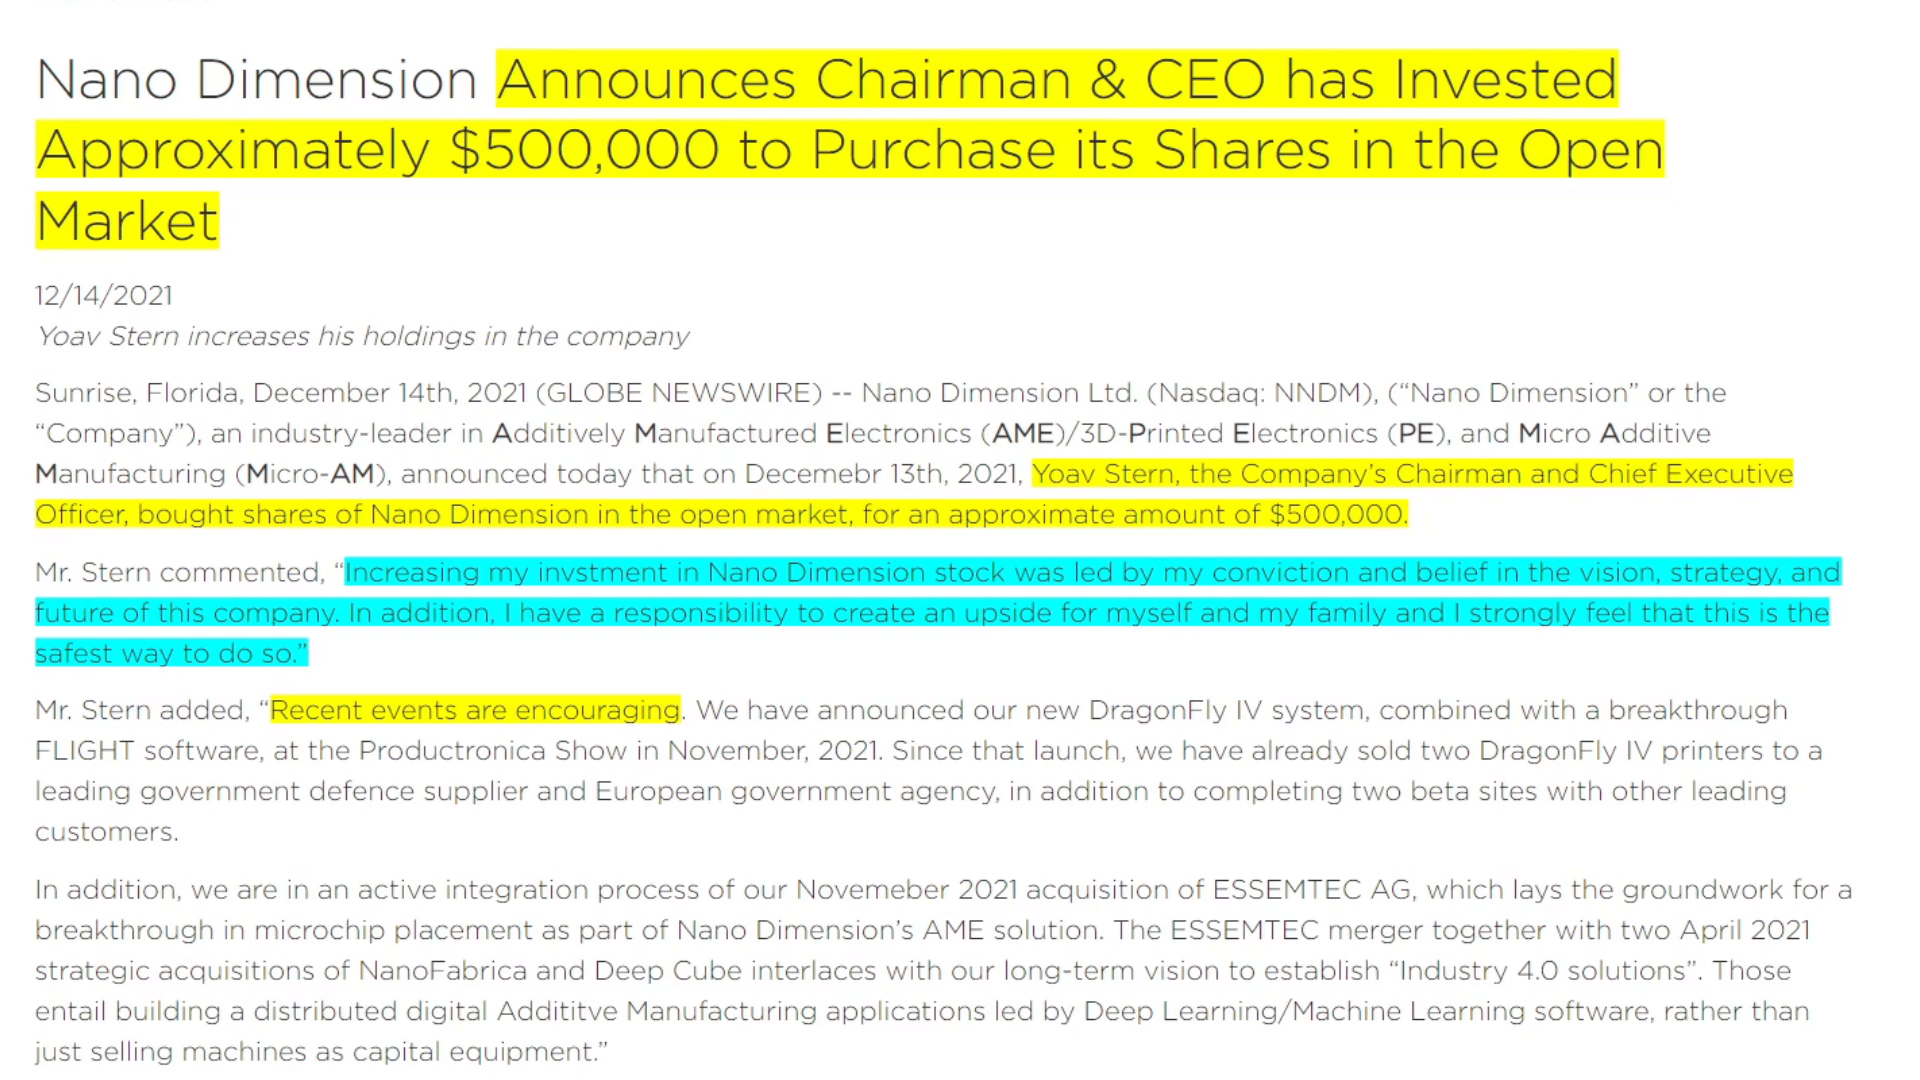 Nano Dimension Announces Chairman & CEO has Invested
Approximately $500,000 to Purchase its Shares in the Open
Market
12/14/2021
Yoav Stern increases his holdings in the company
Sunrise, Florida, December 14th, 2021 (GLOBE NEWSWIRE) -- Nano Dimension Ltd. (Nasdaq: NNDM), (“Nano Dimension” or the
“Company”), an industry-leader in Additively Manufactured Electronics (AME)/3D-Printed Electronics (PE), and Micro Additive
Manufacturing (Micro-AM), announced today that on Decemebr 13th, 2021, Yoav Stern, the Company’s Chairman and Chief Executive
Officer, bought shares of Nano Dimension in the open market, for an approximate amount of $500,000.
Mr. Stern commented, “Increasing my invstment in Nano Dimension stock was led by my conviction and belief in the vision, strategy, and
future of this company. In addition, I have a responsibility to create an upside for myself and my family and I strongly feel that this is the
safest way to do so.”
Mr. Stern added, “Recent events are encouraging. We have announced our new DragonFly IV system, combined with a breakthrough
FLIGHT software, at the Productronica Show in November, 2021. Since that launch, we have already sold two DragonFly IV printers to a
leading government defence supplier and European government agency, in addition to completing two beta sites with other leading
customers.
In addition, we are in an active integration process of our Novemeber 2021 acquisition of ESSEMTEC AG, which lays the groundwork for a
breakthrough in microchip placement as part of Nano Dimension’s AME solution. The ESSEMTEC merger together with two April 2021
strategic acquisitions of NanoFabrica and Deep Cube interlaces with our long-term vision to establish “Industry 4.0 solutions”. Those
entail building a distributed digital Addititve Manufacturing applications led by Deep Learning/Machine Learning software, rather than
just selling machines as capital equipment.”